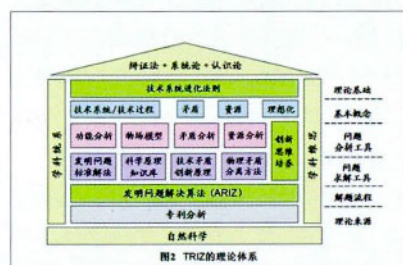 辩证法+系统论+认识论
技术系统进化法则
理论基础
技术系统/技术过程
矛盾
资源
理想化
基本概念
学科统系
功能分析
物场模型
矛盾分析
资源分析
创新思维培养
学科维思
问题分析工具
发明问题标准解法
科学原理知识库
技术矛盾创新原理
物理矛盾分离方法
问题求解工具
发明问题解决算法(ARIZ)
解题流程
专利分析
理论来源
自然科学
图2 TRIZ的理论体系